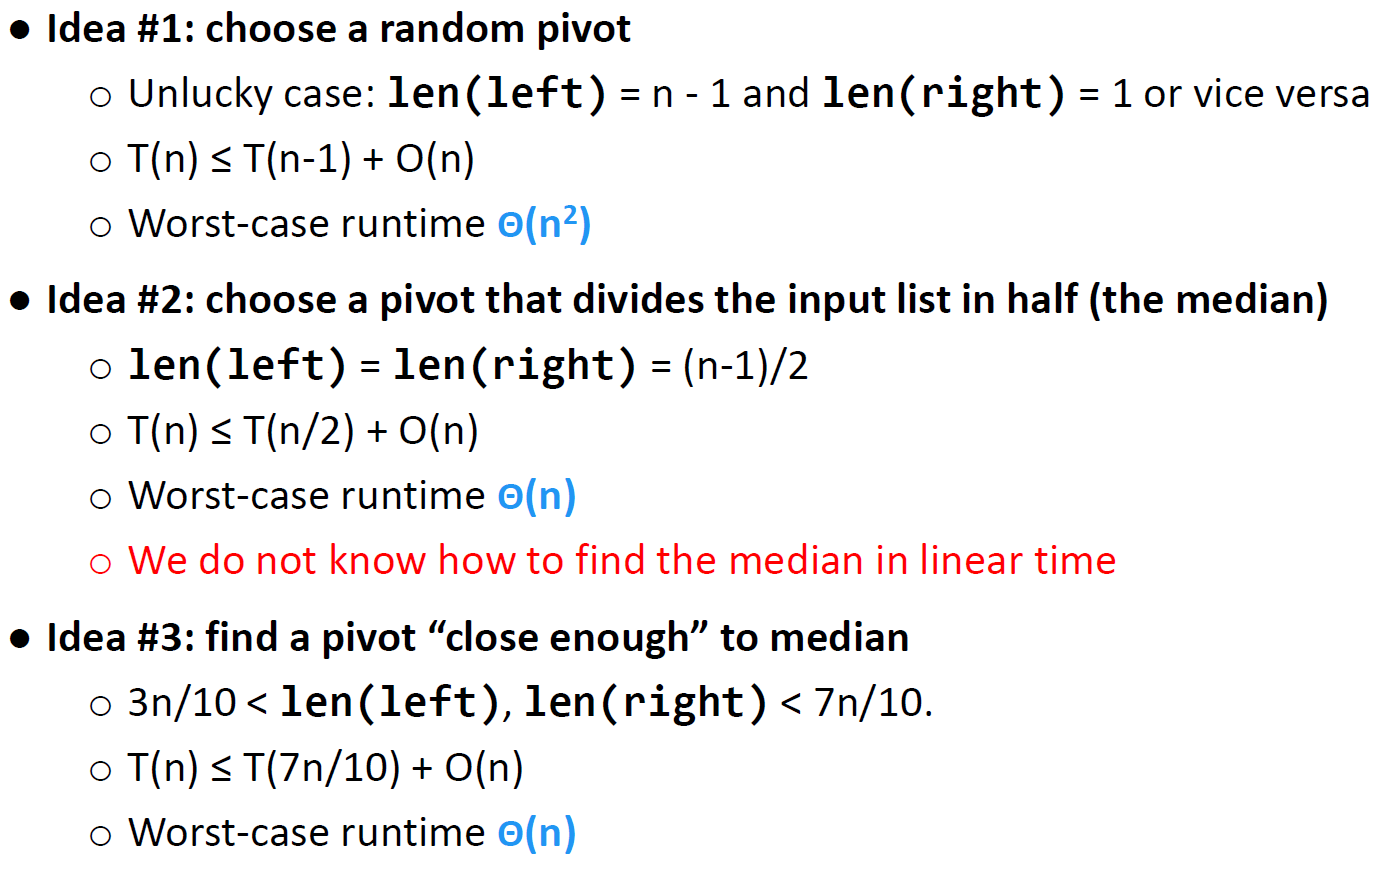 ● Idea #1: choose a random pivot
○ Unlucky case: len(left) = n - 1 and len(right) = 1 or vice versa
○ T(n) ≤ T(n-1) + O(n)
○ Worst-case runtime Θ(n²)
● Idea #2: choose a pivot that divides the input list in half (the median)
○ len(left) = len(right) = (n-1)/2
○ T(n) ≤ T(n/2) + O(n)
○ Worst-case runtime Θ(n)
○ We do not know how to find the median in linear time
● Idea #3: find a pivot “close enough” to median
○ 3n/10 < len(left), len(right) < 7n/10.
○ T(n) ≤ T(7n/10) + O(n)
○ Worst-case runtime Θ(n)